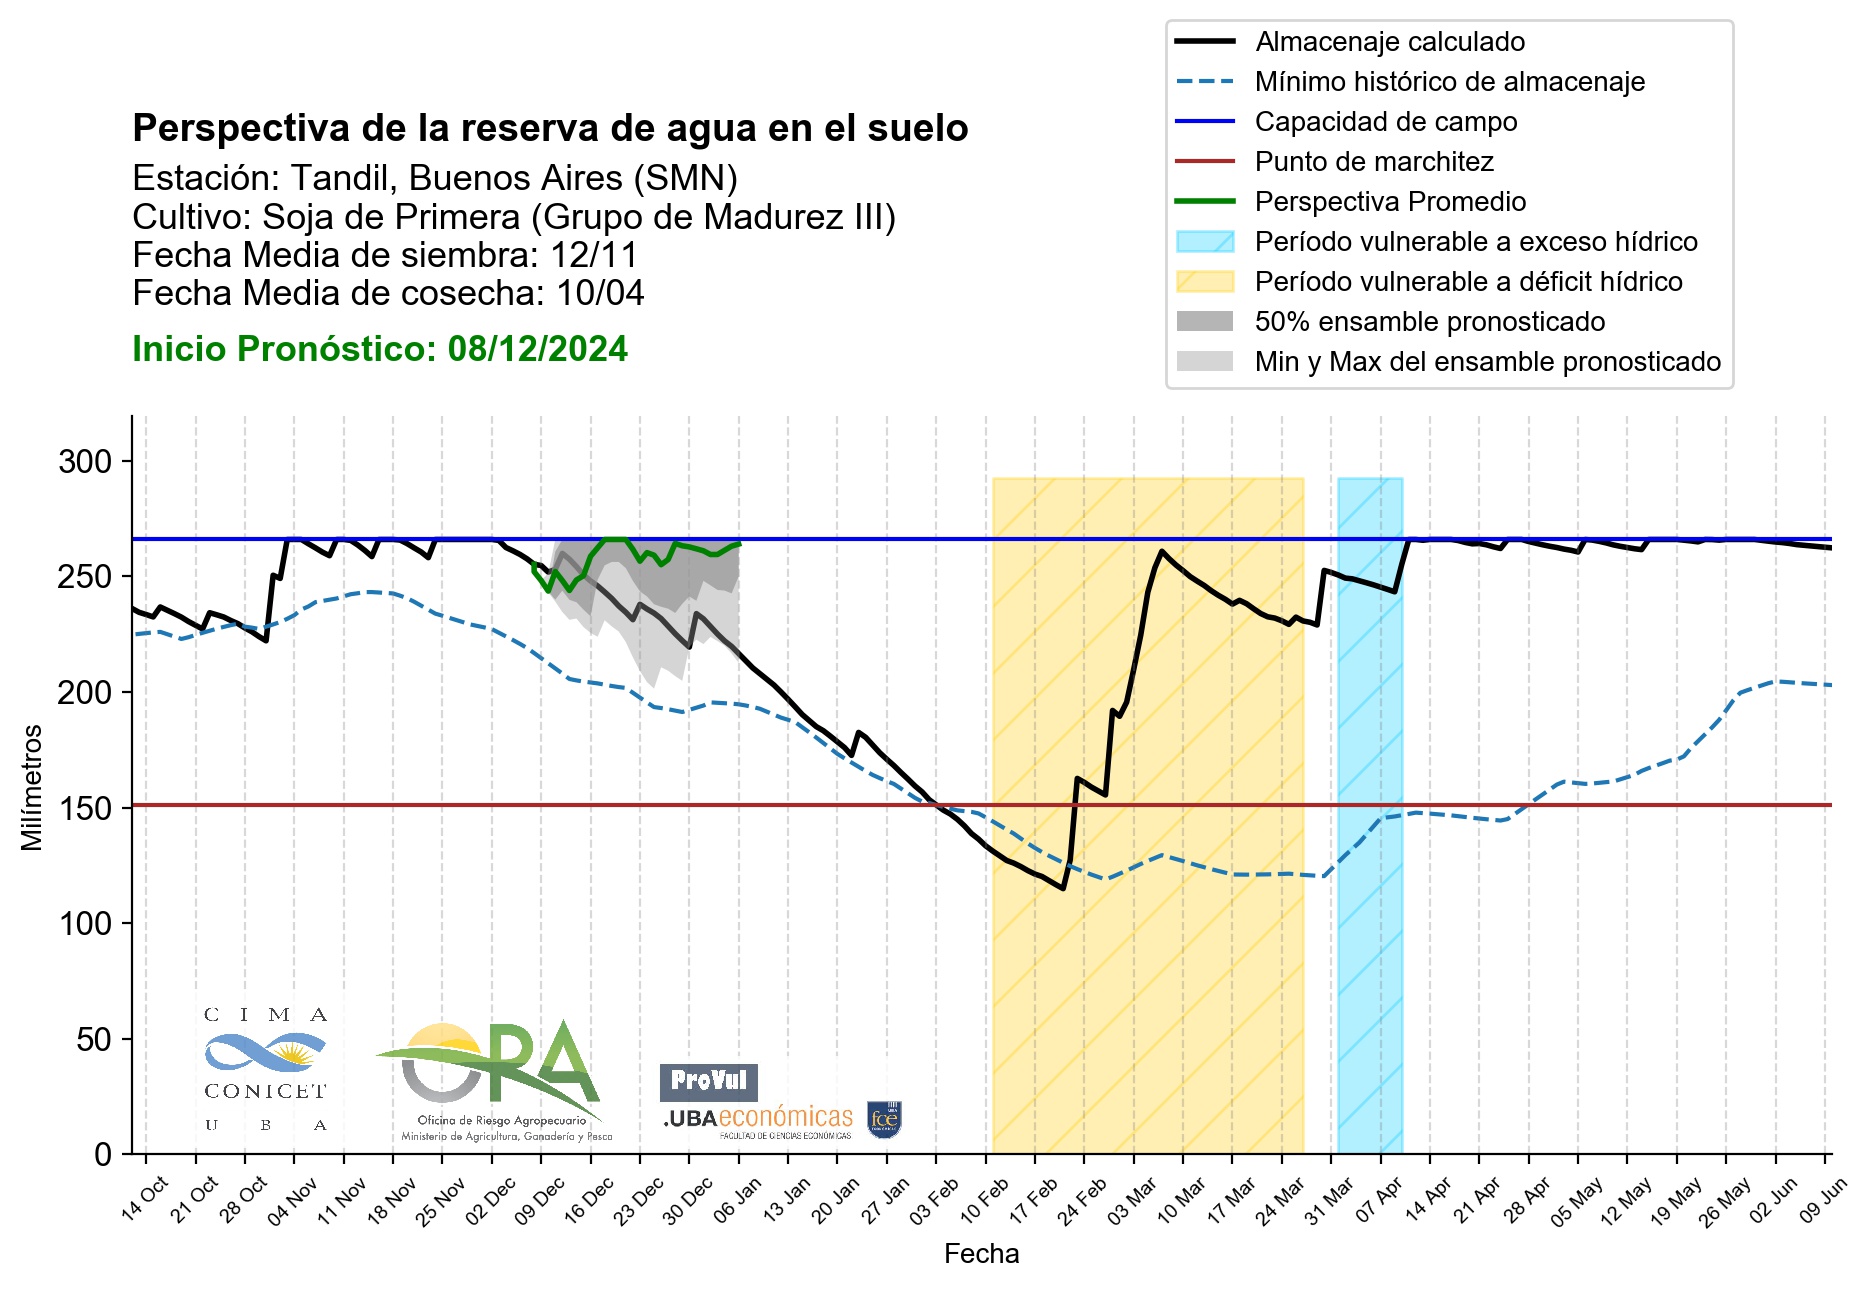 Almacenaje calculado
Mínimo histórico de almacenaje
Capacidad de campo
Punto de marchitez
Perspectiva Promedio
Período vulnerable a exceso hídrico
Período vulnerable a déficit hídrico
50% ensamble pronosticado
Min y Max del ensamble pronosticado
Perspectiva de la reserva de agua en el suelo
Estación: Tandil, Buenos Aires (SMN)
Cultivo: Soja de Primera (Grupo de Madurez III)
Fecha Media de siembra: 12/11
Fecha Media de cosecha: 10/04
Inicio Pronóstico: 08/12/2024
300
250
200
150
100
50
0
Milímetros
CIMA
CONICET
UBA
ORA
Oficina de Riesgo Agropecuario
Ministerio de Agricultura, Ganadería y Pesca
ProVul
.UBAeconómicas
FACULTAD DE CIENCIAS ECONÓMICAS
UBA
fce
14 Oct
21 Oct
28 Oct
04 Nov
11 Nov
18 Nov
25 Nov
02 Dec
09 Dec
16 Dec
23 Dec
30 Dec
06 Jan
13 Jan
20 Jan
27 Jan
03 Feb
10 Feb
17 Feb
24 Feb
03 Mar
10 Mar
17 Mar
24 Mar
31 Mar
07 Apr
14 Apr
21 Apr
28 Apr
05 May
12 May
19 May
26 May
02 Jun
09 Jun
Fecha